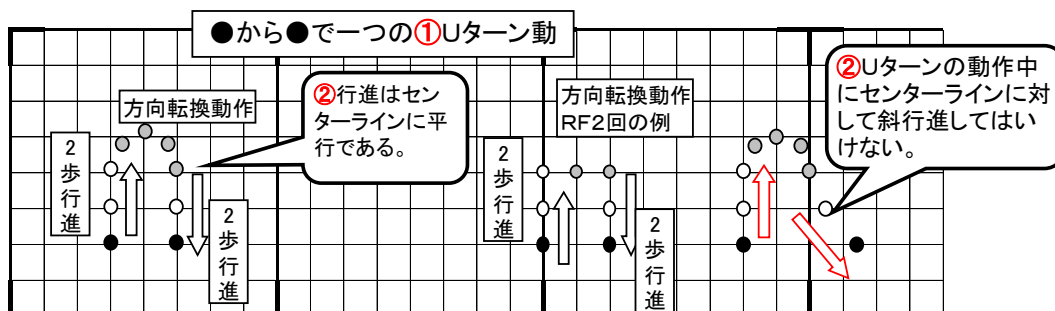 ●から●で一つの①Uターン動
方向転換動作
②行進はセン
ターラインに平
行である。
2歩行進
2歩行進
方向転換動作
RF2回の例
2歩行進
2歩行進
②Uターンの動作中
にセンターラインに対
して斜行進してはい
けない。